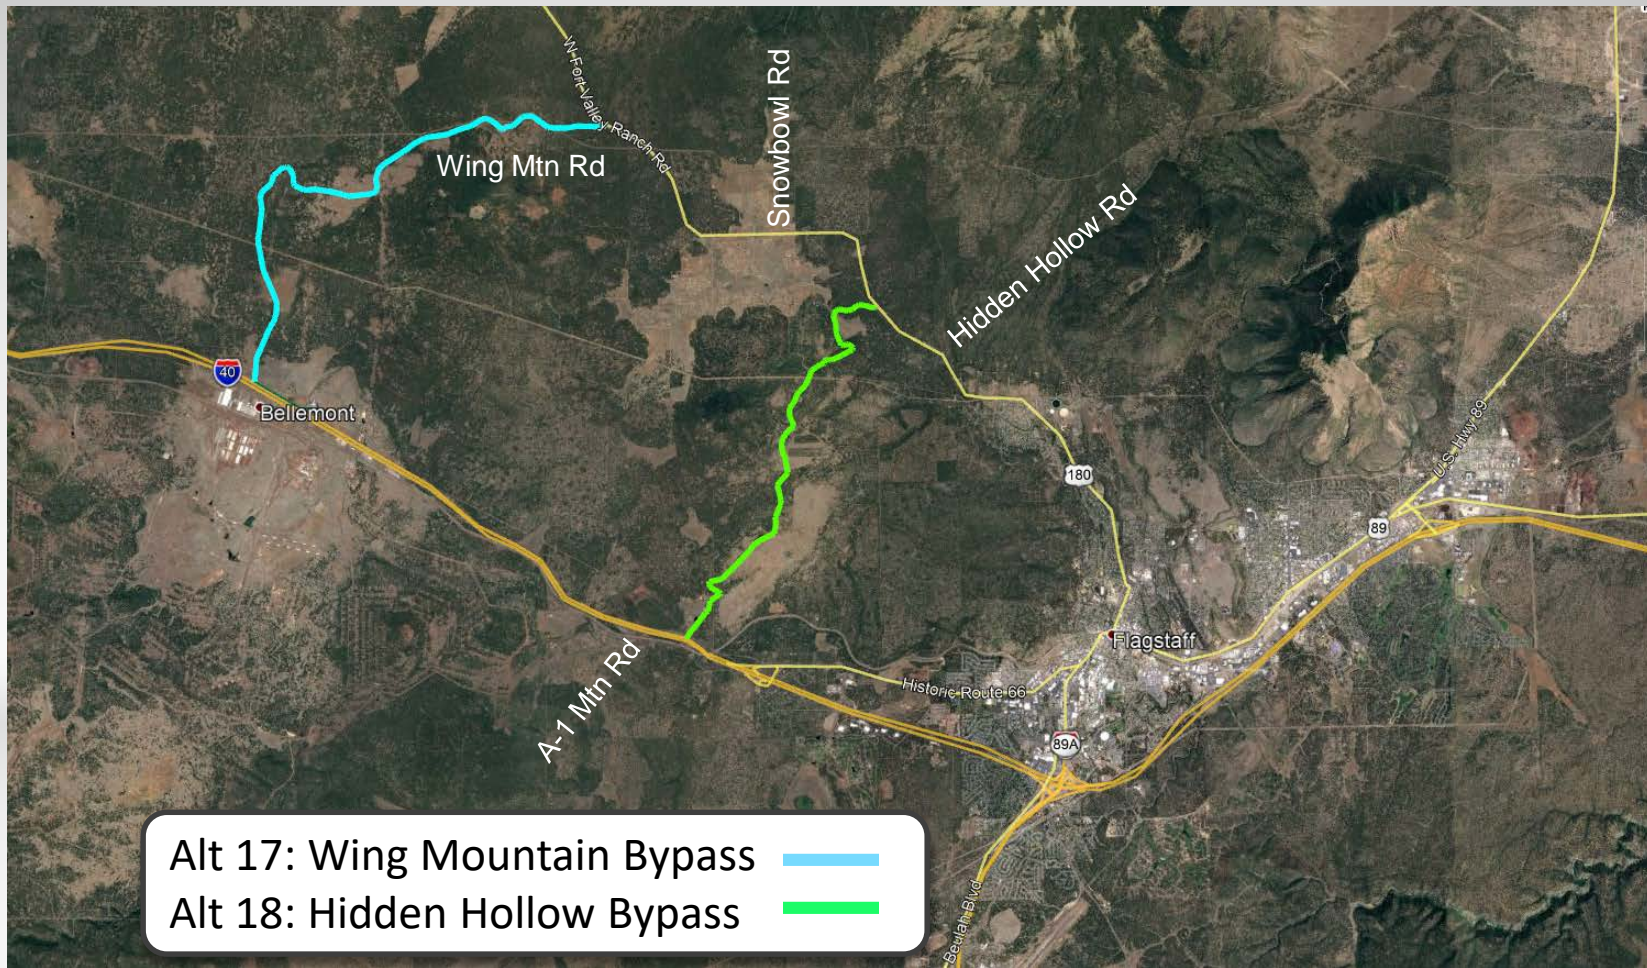 W Fort Valley Ranch Rd
Snowbowl Rd
Wing Mtn Rd
Hidden Hollow Rd
40
Bellemont
180
U.S. Hwy 89
89
Flagstaff
A-1 Mtn Rd
Historic Route 66
89A
Beulah Blvd
Alt 17: Wing Mountain Bypass
Alt 18: Hidden Hollow Bypass